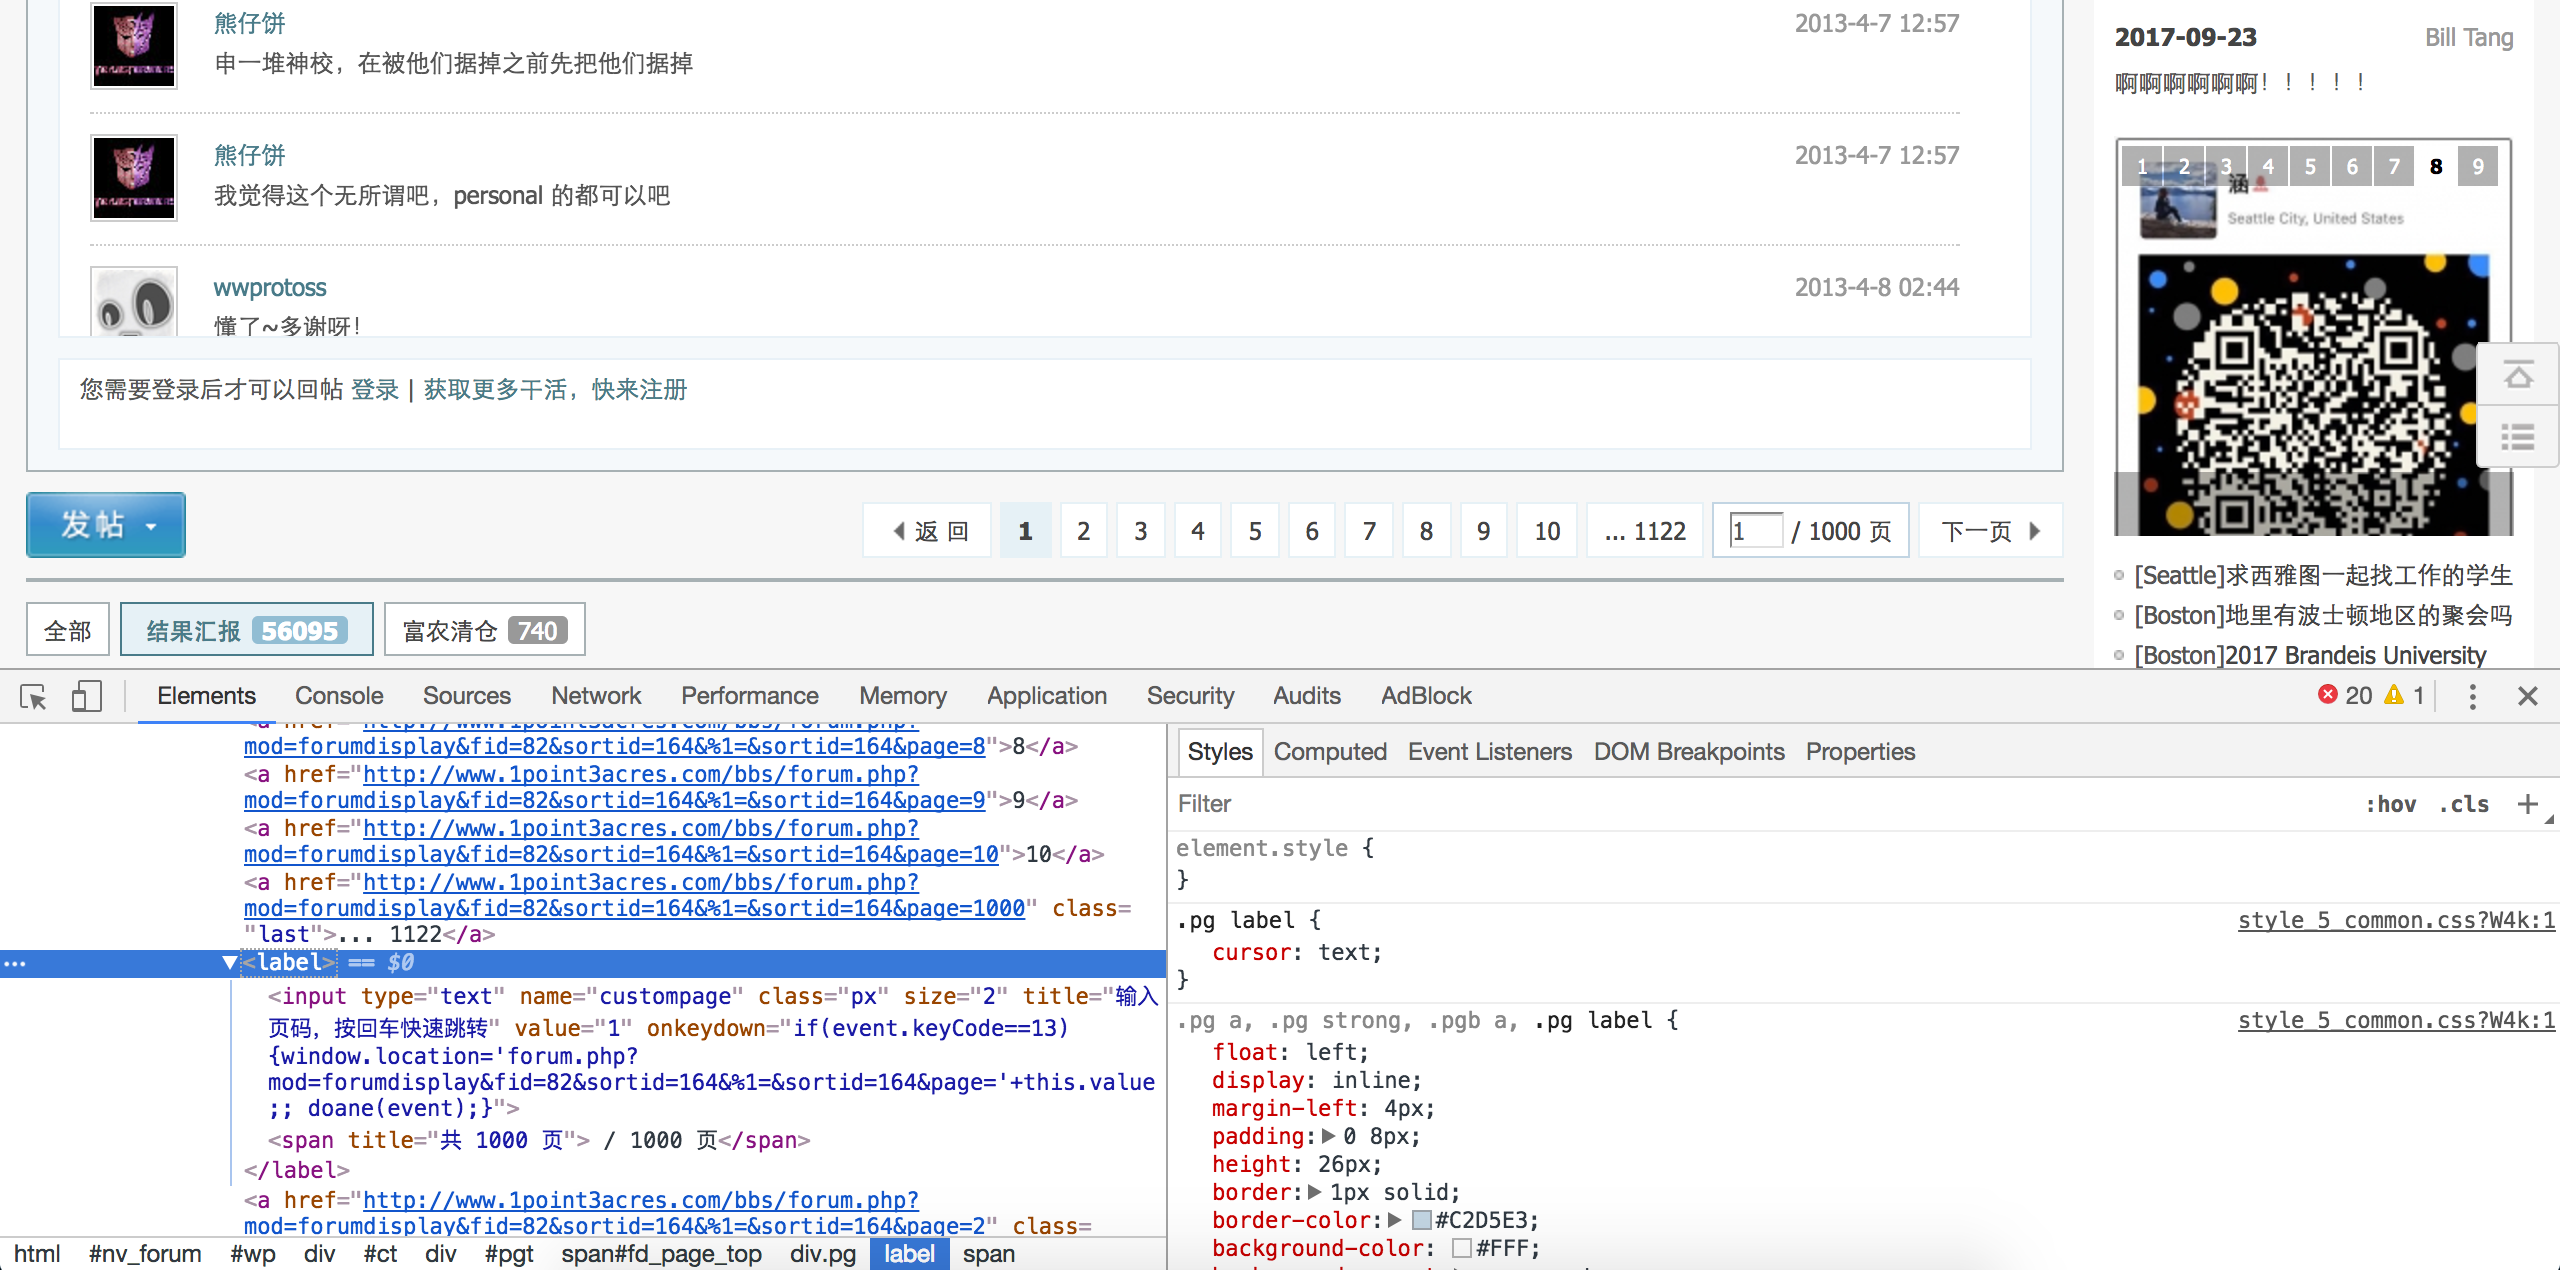 熊仔饼 2013-4-7 12:57
申一堆神校，在被他们据掉之前先把他们据掉
熊仔饼 2013-4-7 12:57
我觉得这个无所谓吧，personal 的都可以吧
wwprotoss 2013-4-8 02:44
懂了~多谢呀！
您需要登录后才可以回帖 登录 | 获取更多干活，快来注册
发帖
返 回 1 2 3 4 5 6 7 8 9 10 ... 1122 1 / 1000 页 下一页
全部 结果汇报 56095 富农清仓 740
2017-09-23 Bill Tang
啊啊啊啊啊啊！！！！！
1 2 3 4 5 6 7 8 9
涵
Seattle City, United States
[Seattle]求西雅图一起找工作的学生
[Boston]地里有波士顿地区的聚会吗
[Boston]2017 Brandeis University
Elements Console Sources Network Performance Memory Application Security Audits AdBlock 20 1
<a href="http://www.1point3acres.com/bbs/forum.php?
mod=forumdisplay&fid=82&sortid=164&%1=&sortid=164&page=8">8</a>
<a href="http://www.1point3acres.com/bbs/forum.php?
mod=forumdisplay&fid=82&sortid=164&%1=&sortid=164&page=9">9</a>
<a href="http://www.1point3acres.com/bbs/forum.php?
mod=forumdisplay&fid=82&sortid=164&%1=&sortid=164&page=10">10</a>
<a href="http://www.1point3acres.com/bbs/forum.php?
mod=forumdisplay&fid=82&sortid=164&%1=&sortid=164&page=1000" class=
"last">... 1122</a>
... ▼<label> == $0
<input type="text" name="custompage" class="px" size="2" title="输入
页码，按回车快速跳转" value="1" onkeydown="if(event.keyCode==13)
{window.location='forum.php?
mod=forumdisplay&fid=82&sortid=164&%1=&sortid=164&page='+this.value
;; doane(event);}">
<span title="共 1000 页"> / 1000 页</span>
</label>
<a href="http://www.1point3acres.com/bbs/forum.php?
mod=forumdisplay&fid=82&sortid=164&%1=&sortid=164&page=2" class=
html #nv_forum #wp div #ct div #pgt span#fd_page_top div.pg label span
Styles Computed Event Listeners DOM Breakpoints Properties
Filter :hov .cls +
element.style {
}
.pg label { style_5_common.css?W4k:1
cursor: text;
}
.pg a, .pg strong, .pgb a, .pg label { style_5_common.css?W4k:1
float: left;
display: inline;
margin-left: 4px;
padding:▶0 8px;
height: 26px;
border:▶1px solid;
border-color:▶#C2D5E3;
background-color: #FFF;